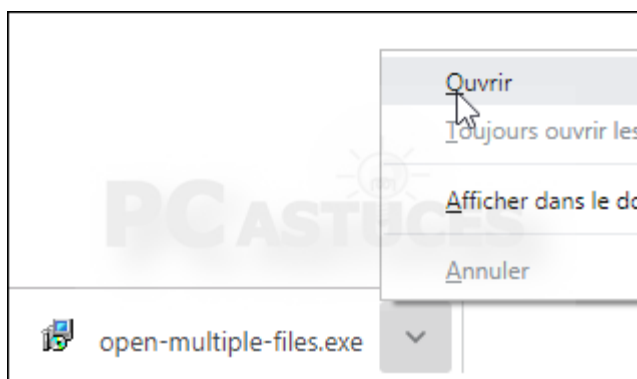 Ouvrir
Toujours ouvrir les
Afficher dans le do
PC ASTUCES
Annuler
open-multiple-files.exe